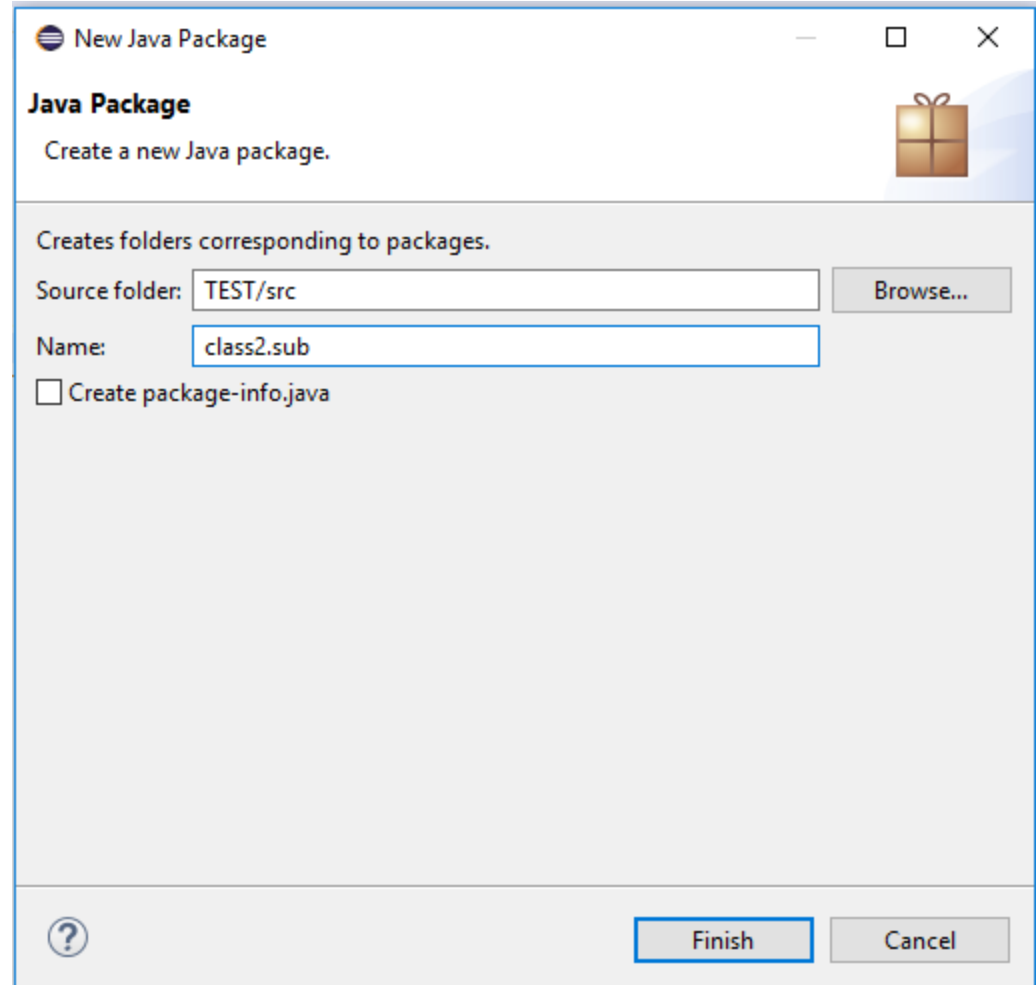 New Java Package
Java Package
Create a new Java package.
Creates folders corresponding to packages.
Source folder: TEST/src Browse...
Name: class2.sub
Create package-info.java
? Finish Cancel